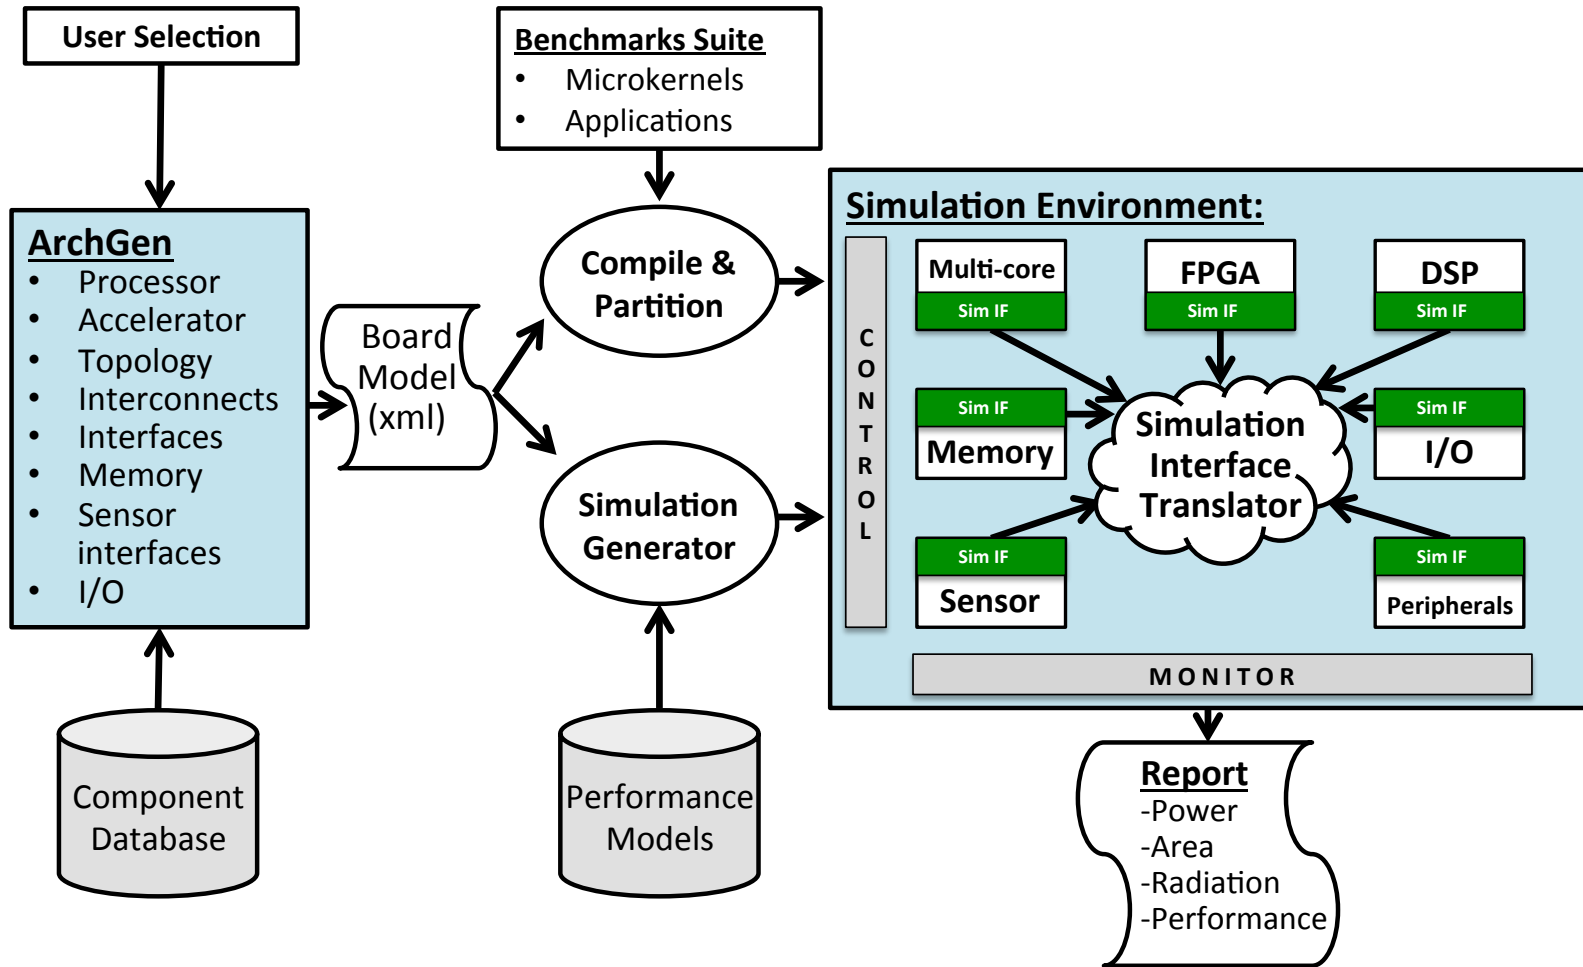 User Selection
Benchmarks Suite
• Microkernels
• Applications
ArchGen
• Processor
• Accelerator
• Topology
• Interconnects
• Interfaces
• Memory
• Sensor
interfaces
• I/O
Board
Model
(xml)
Compile &
Partition
Simulation
Generator
Component
Database
Performance
Models
Simulation Environment:
CONTROL
Multi-core
Sim IF
FPGA
Sim IF
DSP
Sim IF
Sim IF
Memory
Simulation
Interface
Translator
Sim IF
I/O
Sim IF
Sensor
Sim IF
Peripherals
MONITOR
Report
-Power
-Area
-Radiation
-Performance